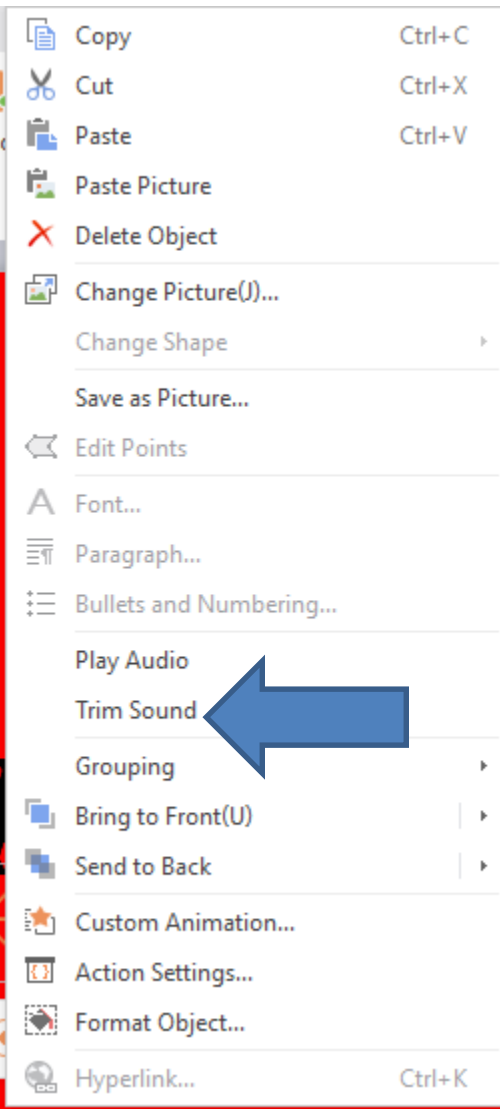 Copy Ctrl+C
Cut Ctrl+X
Paste Ctrl+V
Paste Picture
Delete Object
Change Picture(J)...
Change Shape
Save as Picture...
Edit Points
Font...
Paragraph...
Bullets and Numbering...
Play Audio
Trim Sound
Grouping
Bring to Front(U)
Send to Back
Custom Animation...
Action Settings...
Format Object...
Hyperlink... Ctrl+K